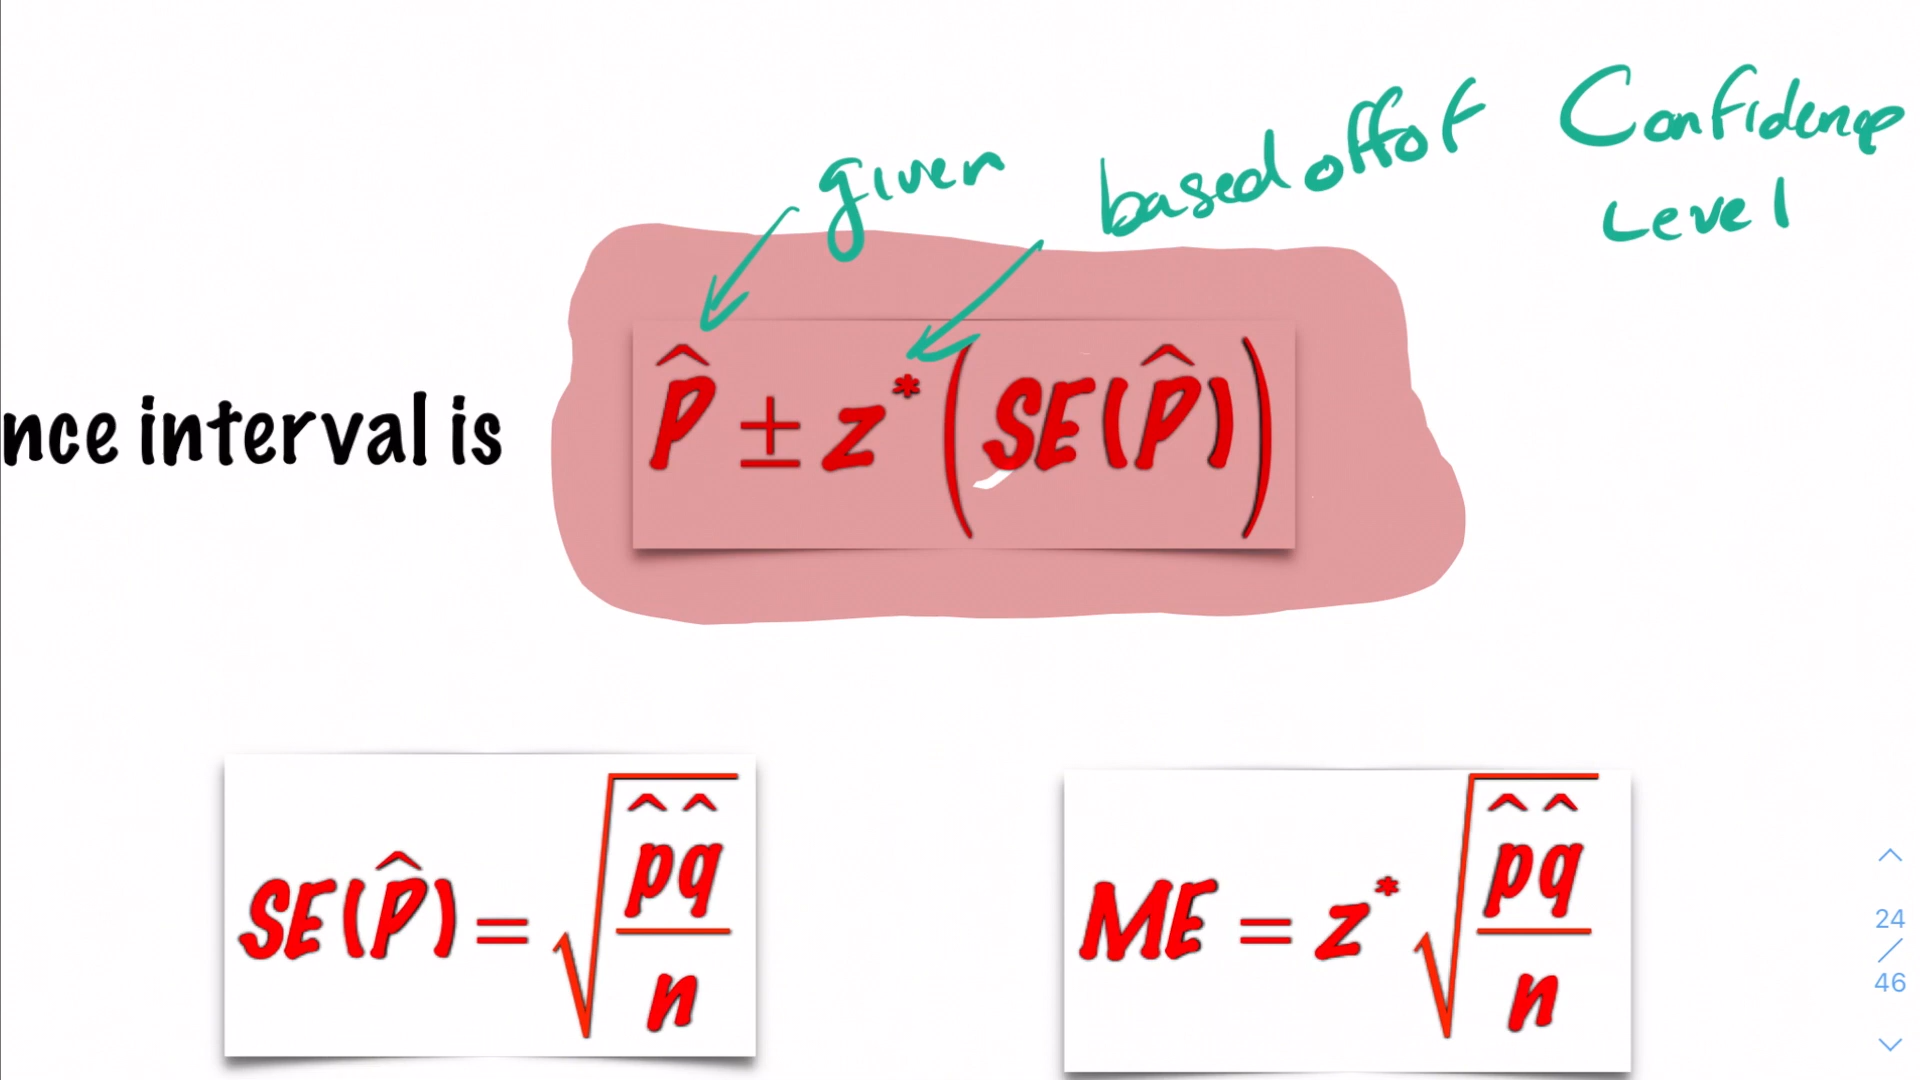 given based off of Confidence
Level
nce interval is P̂ ± z* (SE(P̂))
SE(P̂) = √(p̂q̂/n)
ME = z* √(p̂q̂/n)
24
/
46